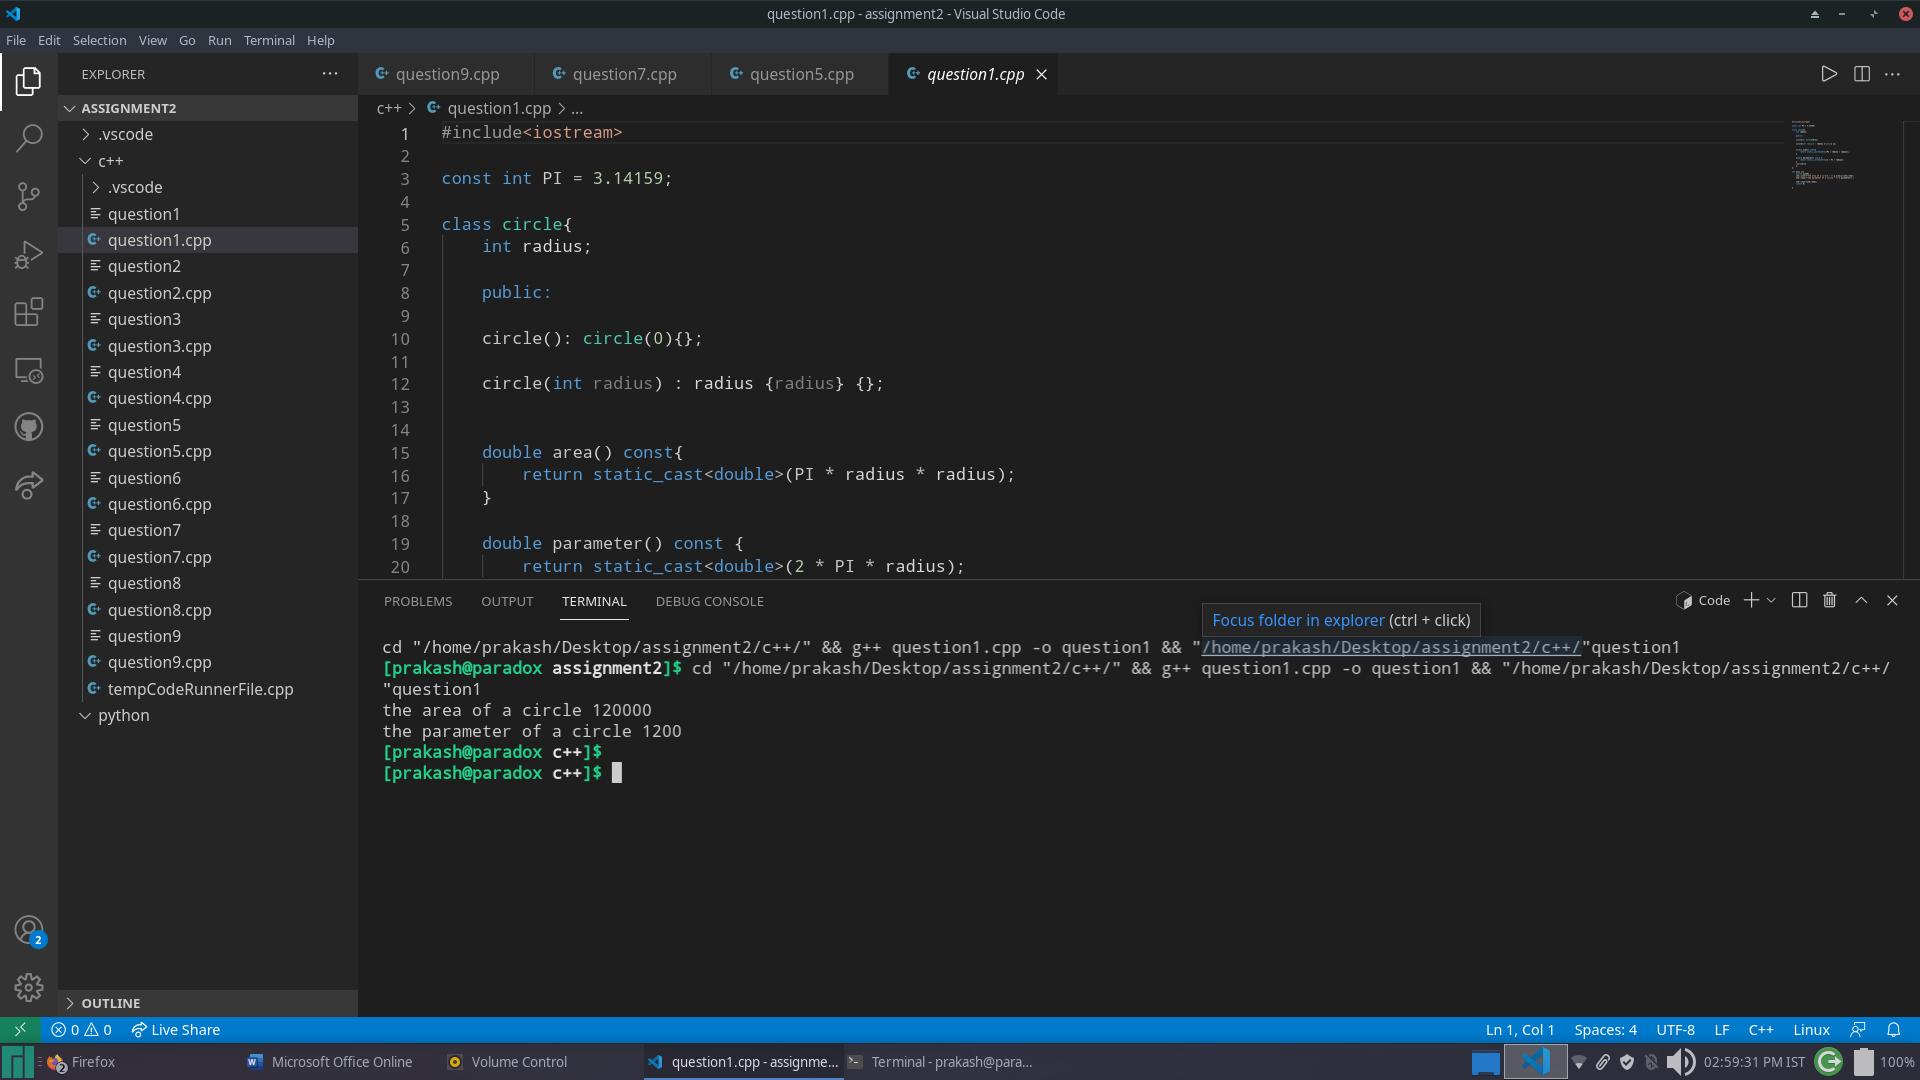 question1.cpp - assignment2 - Visual Studio Code
File Edit Selection View Go Run Terminal Help
EXPLORER
ASSIGNMENT2
.vscode
c++
.vscode
question1
question1.cpp
question2
question2.cpp
question3
question3.cpp
question4
question4.cpp
question5
question5.cpp
question6
question6.cpp
question7
question7.cpp
question8
question8.cpp
question9
question9.cpp
tempCodeRunnerFile.cpp
python
OUTLINE
question9.cpp question7.cpp question5.cpp question1.cpp
c++ > question1.cpp > ...
1 #include<iostream>
2
3 const int PI = 3.14159;
4
5 class circle{
6 int radius;
7
8 public:
9
10 circle(): circle(0){};
11
12 circle(int radius) : radius {radius} {};
13
14
15 double area() const{
16 return static_cast<double>(PI * radius * radius);
17 }
18
19 double parameter() const {
20 return static_cast<double>(2 * PI * radius);
PROBLEMS OUTPUT TERMINAL DEBUG CONSOLE
Code
Focus folder in explorer (ctrl + click)
cd "/home/prakash/Desktop/assignment2/c++/" && g++ question1.cpp -o question1 && "/home/prakash/Desktop/assignment2/c++/"question1
[prakash@paradox assignment2]$ cd "/home/prakash/Desktop/assignment2/c++/" && g++ question1.cpp -o question1 && "/home/prakash/Desktop/assignment2/c++/
"question1
the area of a circle 120000
the parameter of a circle 1200
[prakash@paradox c++]$
[prakash@paradox c++]$
2
0 0 Live Share
Ln 1, Col 1 Spaces: 4 UTF-8 LF C++ Linux
2 Firefox Microsoft Office Online Volume Control question1.cpp - assignme... Terminal - prakash@para... 02:59:31 PM IST 100%